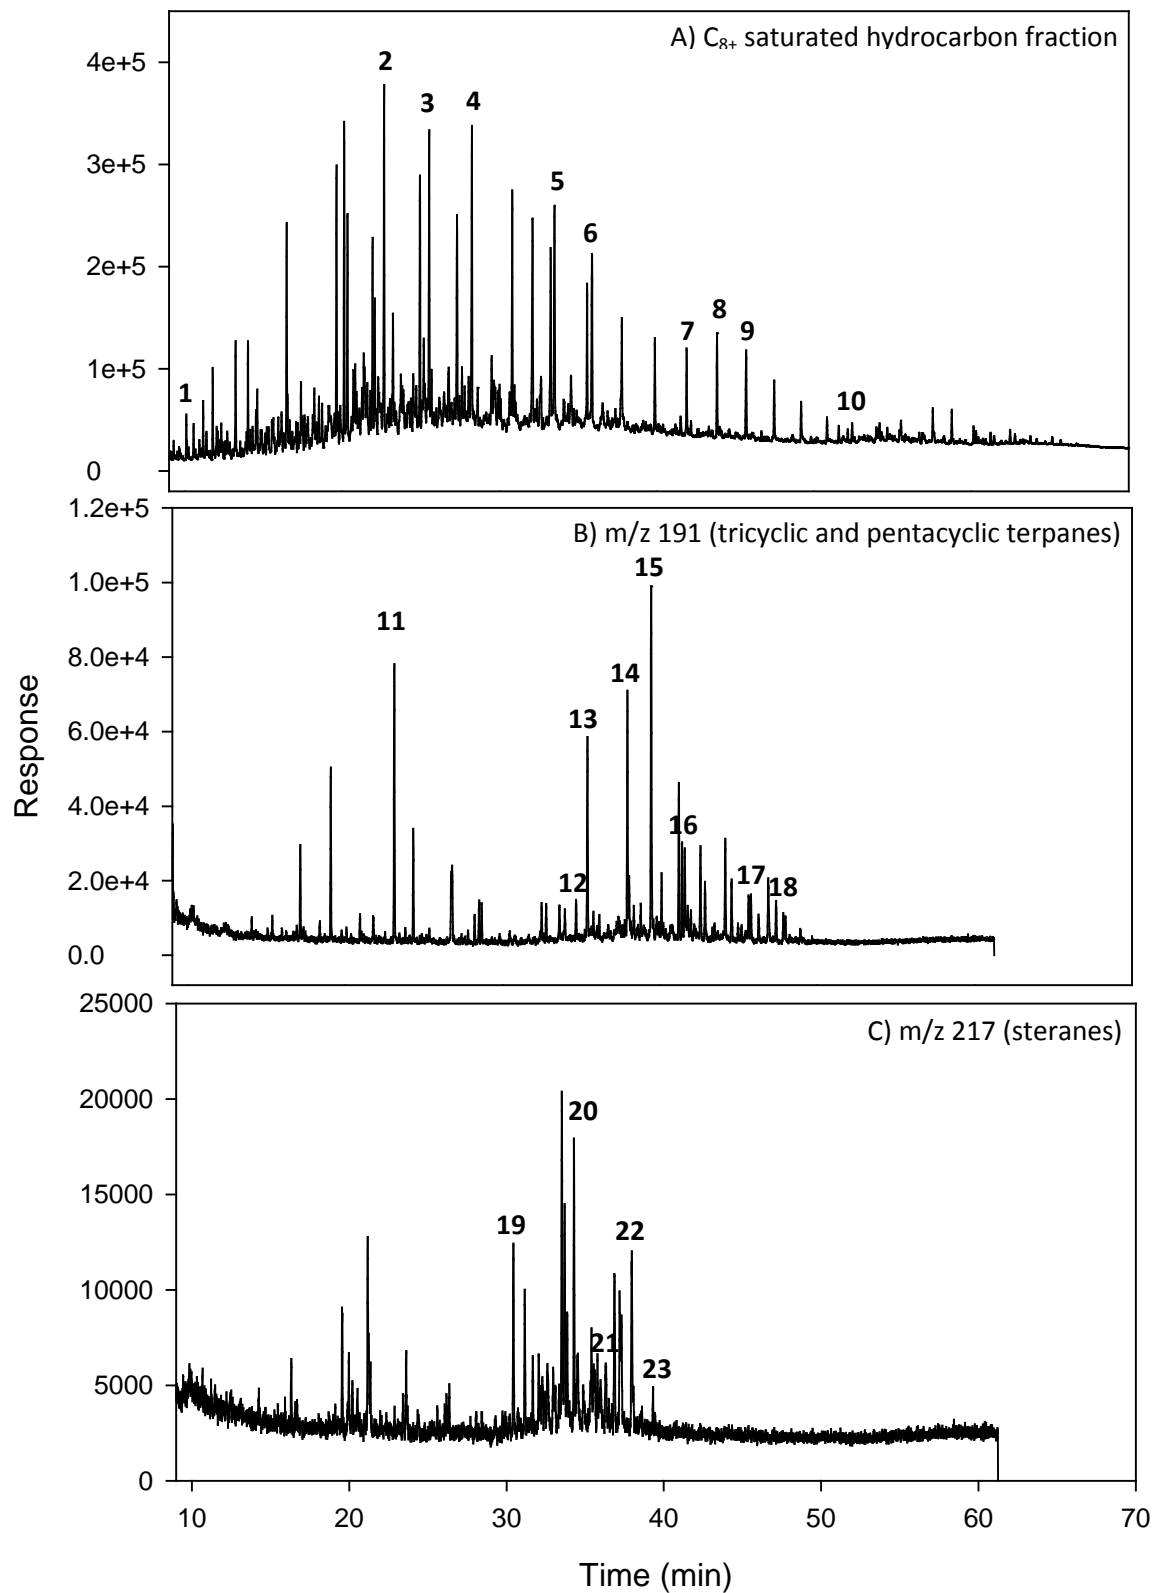 A) C8+ saturated hydrocarbon fraction
4e+5
3e+5
2e+5
1e+5
0
1
2
3
4
5
6
7
8
9
10
B) m/z 191 (tricyclic and pentacyclic terpanes)
1.2e+5
1.0e+5
8.0e+4
6.0e+4
4.0e+4
2.0e+4
0.0
11
12
13
14
15
16
17
18
Response
C) m/z 217 (steranes)
25000
20000
15000
10000
5000
0
19
20
21
22
23
10 20 30 40 50 60 70
Time (min)